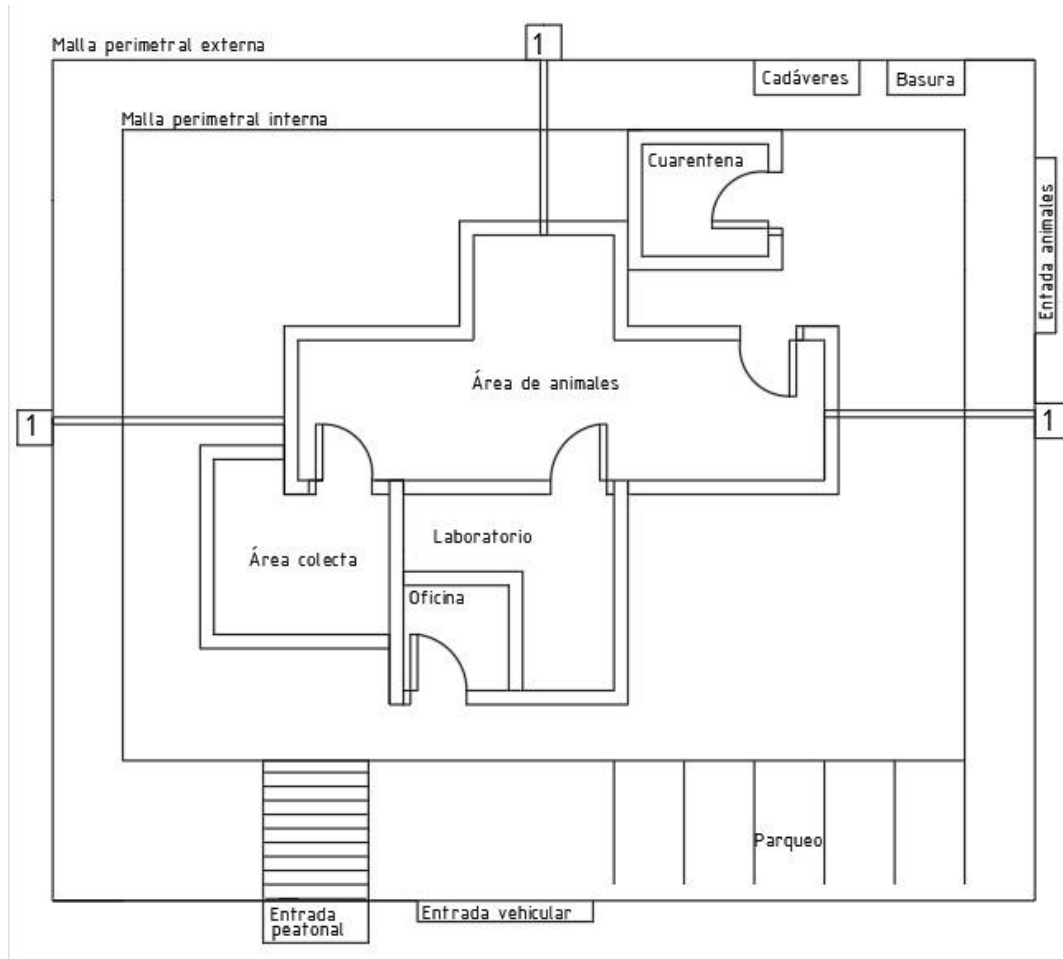 Malla perimetral externa
1
Cadáveres
Basura
Malla perimetral interna
Cuarentena
Entada animales
Área de animales
1
1
Laboratorio
Área colecta
Oficina
Parqueo
Entrada
peatonal
Entrada vehicular